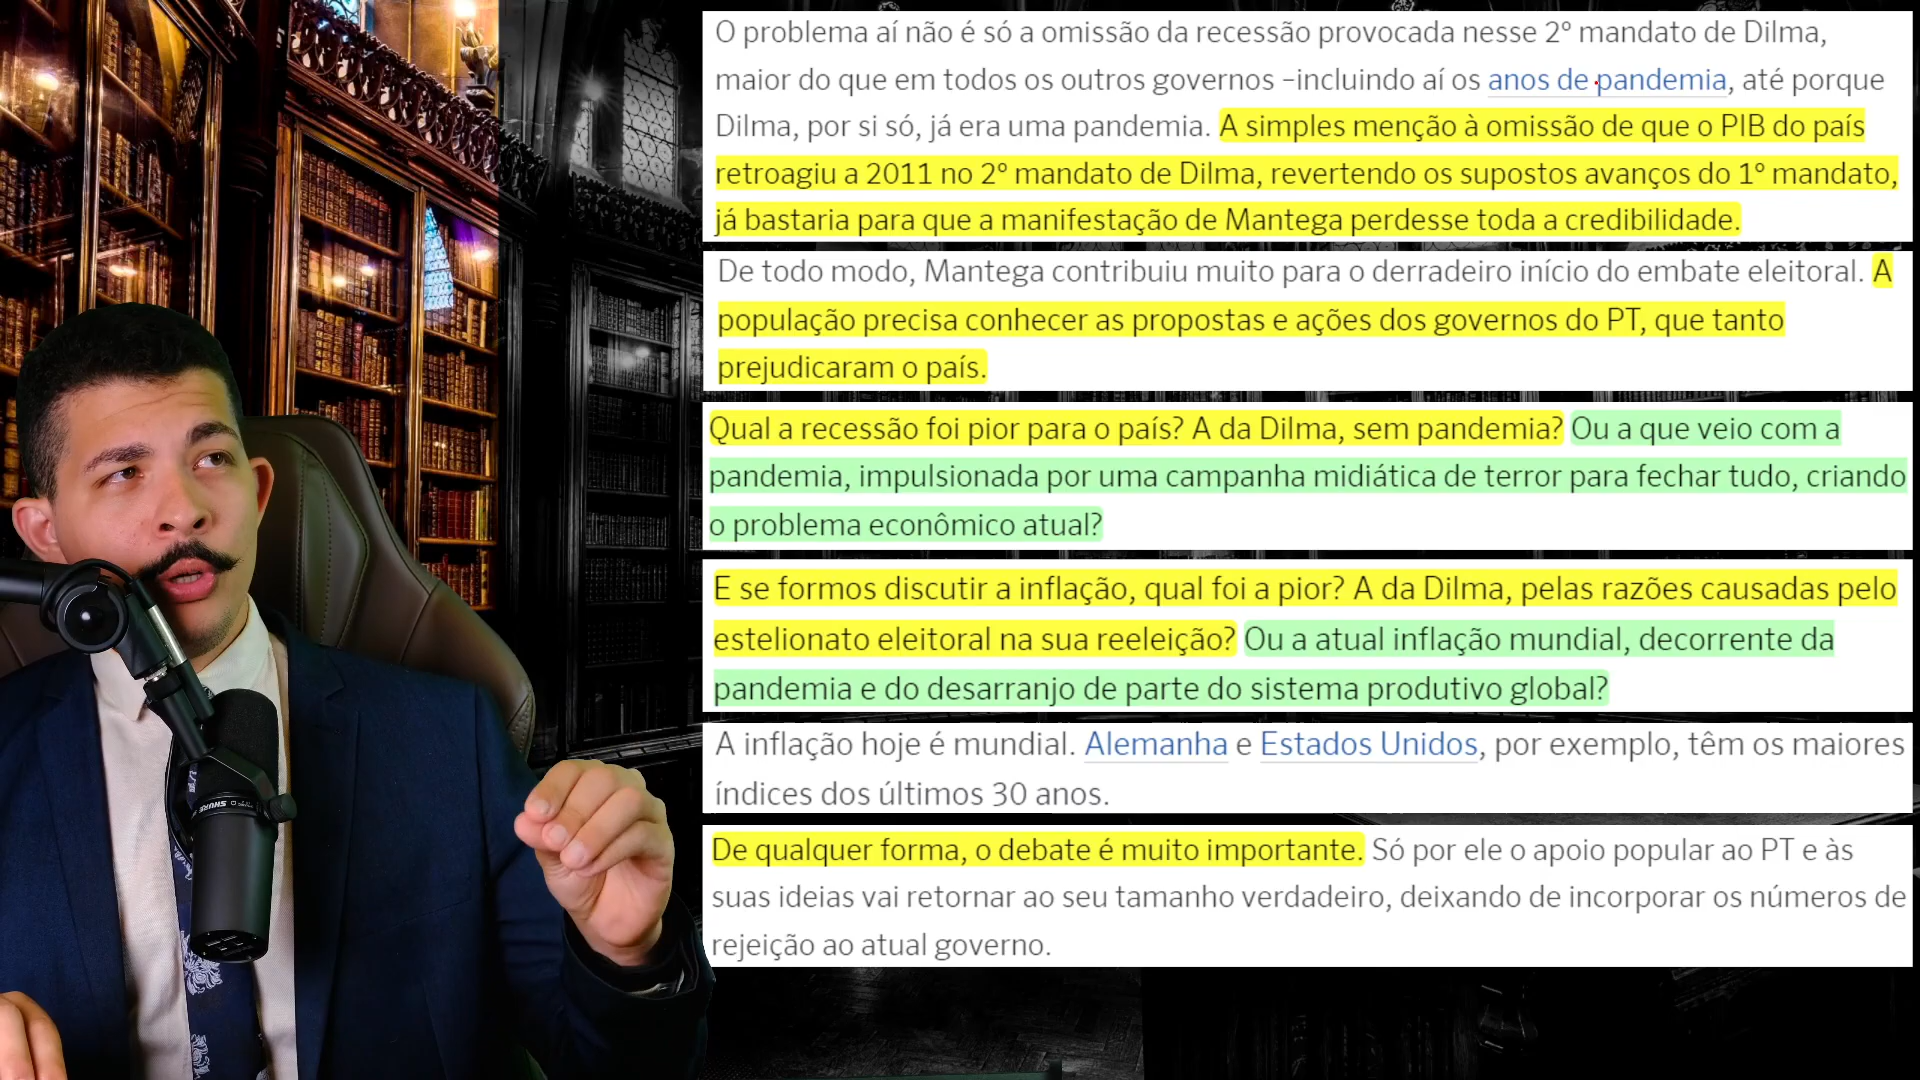 O problema aí não é só a omissão da recessão provocada nesse 2º mandato de Dilma,
maior do que em todos os outros governos –incluindo aí os anos de pandemia, até porque
Dilma, por si só, já era uma pandemia. A simples menção à omissão de que o PIB do país
retroagiu a 2011 no 2º mandato de Dilma, revertendo os supostos avanços do 1º mandato,
já bastaria para que a manifestação de Mantega perdesse toda a credibilidade.
De todo modo, Mantega contribuiu muito para o derradeiro início do embate eleitoral. A
população precisa conhecer as propostas e ações dos governos do PT, que tanto
prejudicaram o país.
Qual a recessão foi pior para o país? A da Dilma, sem pandemia? Ou a que veio com a
pandemia, impulsionada por uma campanha midiática de terror para fechar tudo, criando
o problema econômico atual?
E se formos discutir a inflação, qual foi a pior? A da Dilma, pelas razões causadas pelo
estelionato eleitoral na sua reeleição? Ou a atual inflação mundial, decorrente da
pandemia e do desarranjo de parte do sistema produtivo global?
A inflação hoje é mundial. Alemanha e Estados Unidos, por exemplo, têm os maiores
índices dos últimos 30 anos.
De qualquer forma, o debate é muito importante. Só por ele o apoio popular ao PT e às
suas ideias vai retornar ao seu tamanho verdadeiro, deixando de incorporar os números de
rejeição ao atual governo.
SHURE